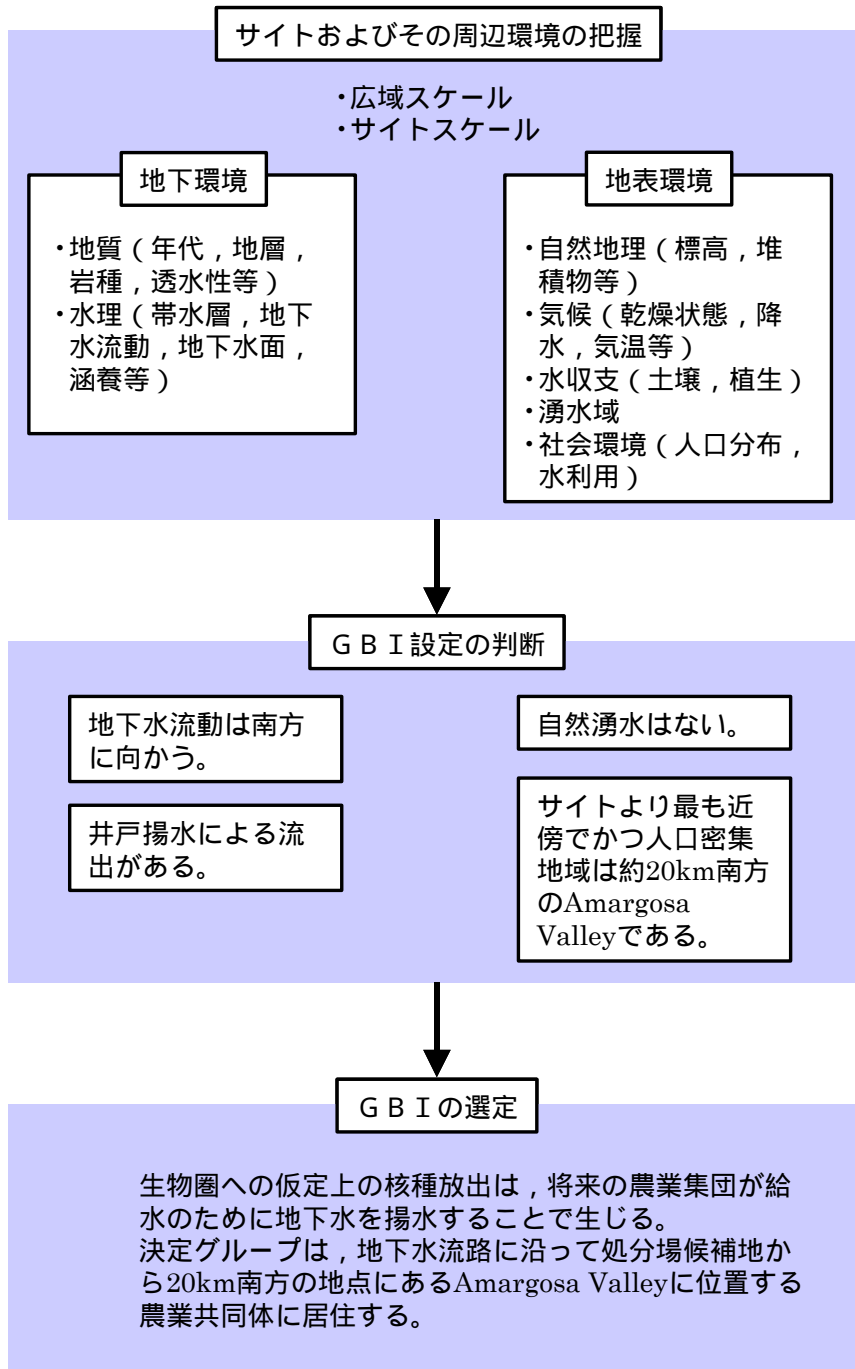 サイトおよびその周辺環境の把握
・広域スケール
・サイトスケール
地下環境
・地質（年代，地層，
岩種，透水性等）
・水理（帯水層，地下
水流動，地下水面，
涵養等）
地表環境
・自然地理（標高，堆
積物等）
・気候（乾燥状態，降
水，気温等）
・水収支（土壌，植生）
・湧水域
・社会環境（人口分布，
水利用）
ＧＢＩ設定の判断
地下水流動は南方
に向かう。
井戸揚水による流
出がある。
自然湧水はない。
サイトより最も近
傍でかつ人口密集
地域は約20km南方
のAmargosa
Valleyである。
ＧＢＩの選定
生物圏への仮定上の核種放出は，将来の農業集団が給
水のために地下水を揚水することで生じる。
決定グループは，地下水流路に沿って処分場候補地か
ら20km南方の地点にあるAmargosa Valleyに位置する
農業共同体に居住する。